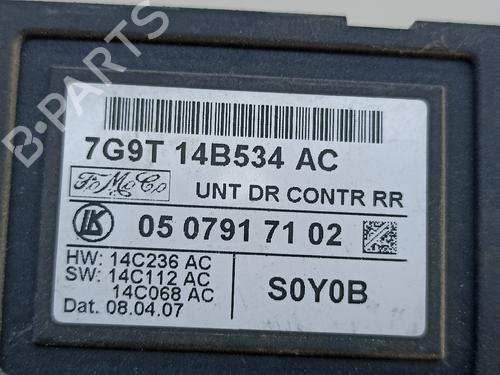 7G9T 14B534 AC
FoMoCo
UNT DR CONTR RR
LK
05 0791 71 02
HW: 14C236 AC
SW: 14C112 AC
14C068 AC
Dat. 08.04.07
S0Y0B
B-PARTS